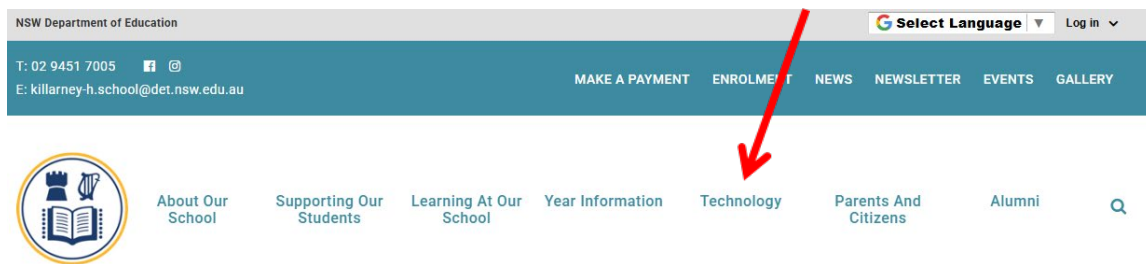 NSW Department of Education
Select Language ▼
Log in
T: 02 9451 7005
E: killarney-h.school@det.nsw.edu.au
MAKE A PAYMENT ENROLMENT NEWS NEWSLETTER EVENTS GALLERY
About Our
School
Supporting Our
Students
Learning At Our
School
Year Information
Technology
Parents And
Citizens
Alumni